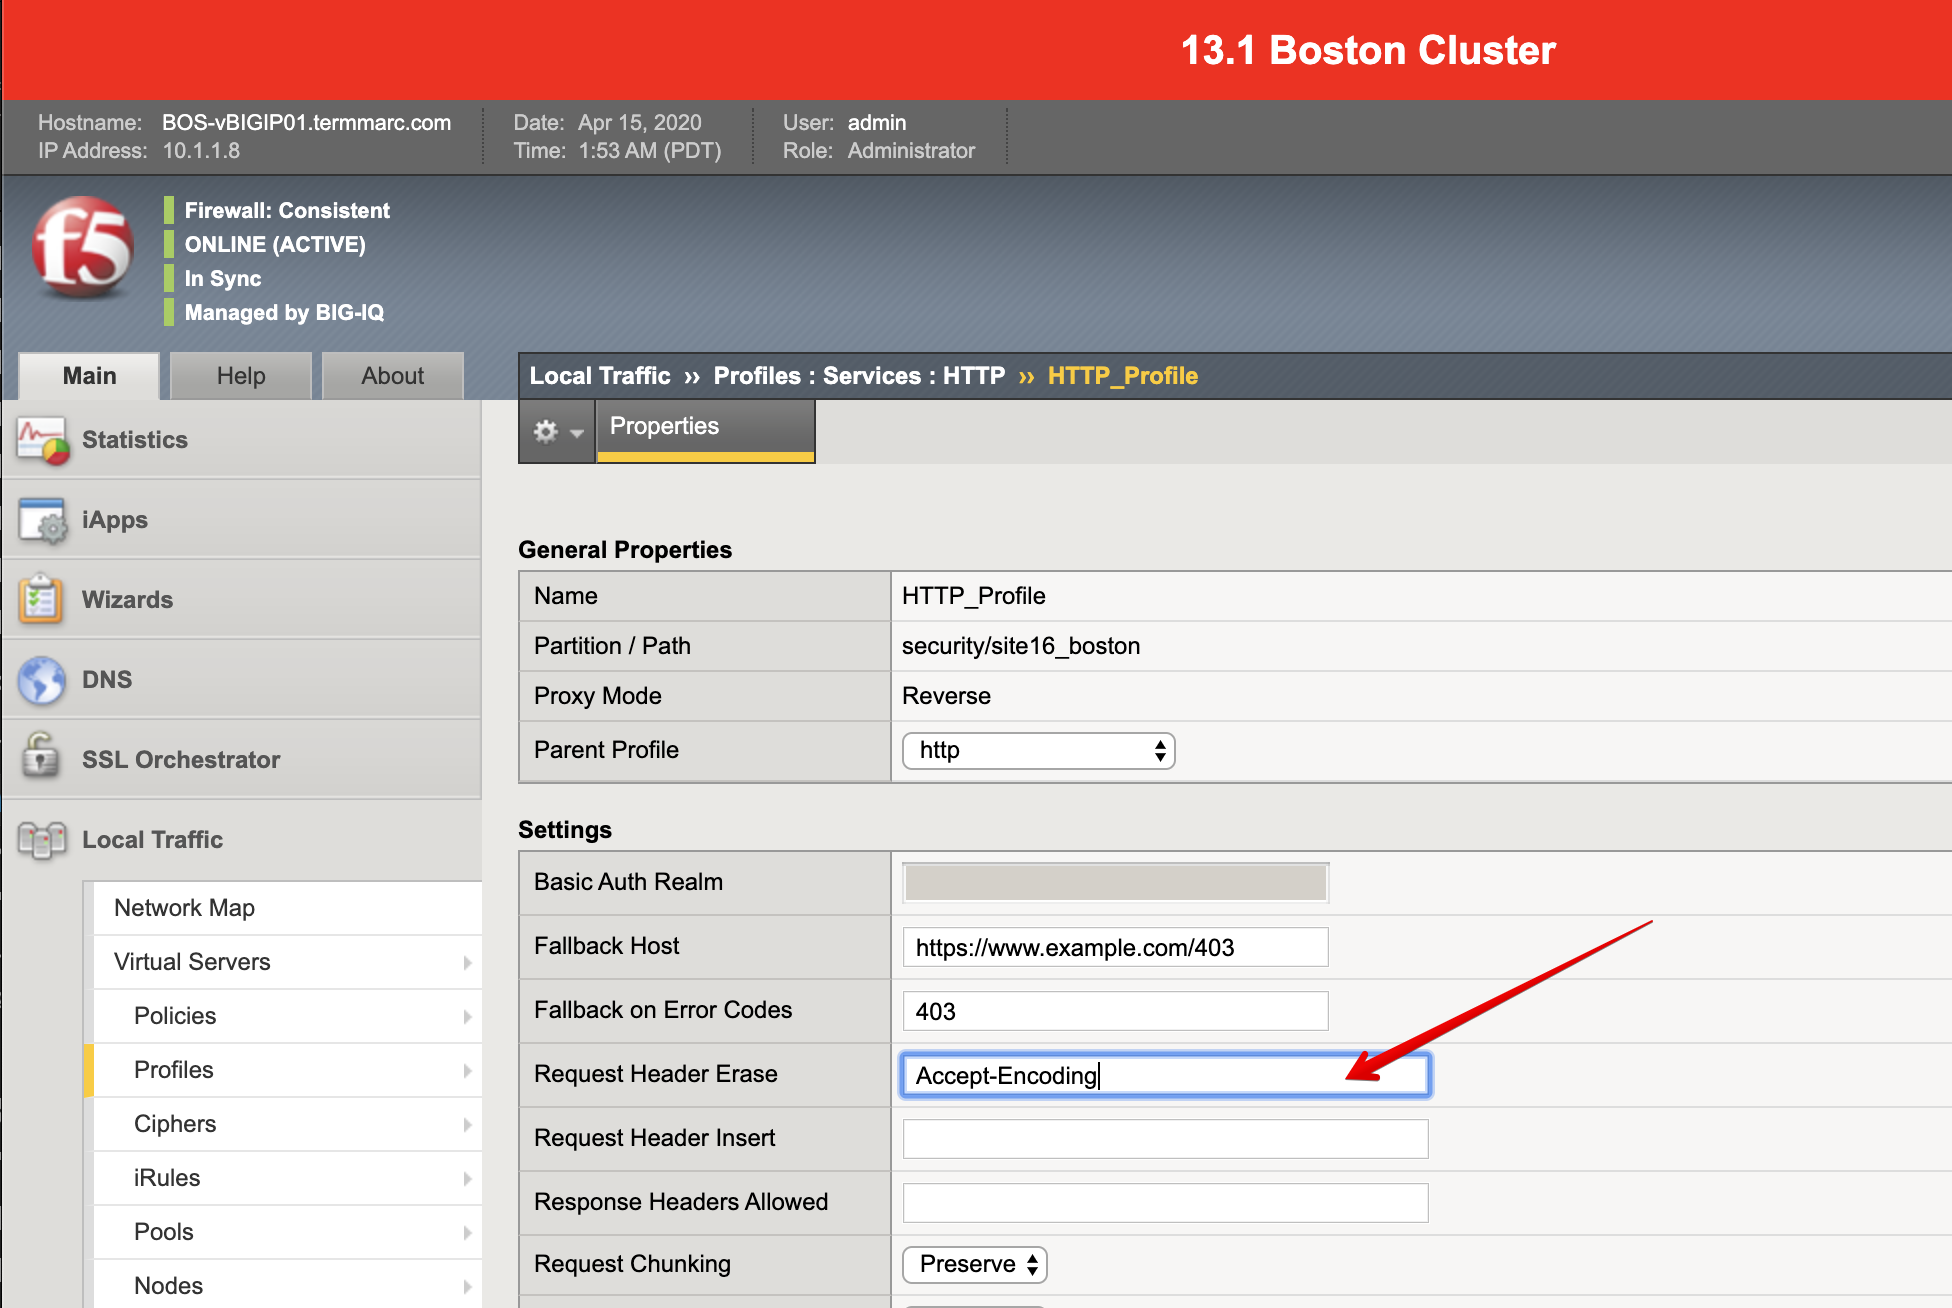 13.1 Boston Cluster
Hostname: BOS-vBIGIP01.termmarc.com Date: Apr 15, 2020 User: admin
IP Address: 10.1.1.8 Time: 1:53 AM (PDT) Role: Administrator
f5
Firewall: Consistent
ONLINE (ACTIVE)
In Sync
Managed by BIG-IQ
Main Help About
Local Traffic ›› Profiles : Services : HTTP ›› HTTP_Profile
Properties
Statistics
iApps
Wizards
DNS
SSL Orchestrator
Local Traffic
Network Map
Virtual Servers
Policies
Profiles
Ciphers
iRules
Pools
Nodes
General Properties
Name HTTP_Profile
Partition / Path security/site16_boston
Proxy Mode Reverse
Parent Profile http
Settings
Basic Auth Realm
Fallback Host https://www.example.com/403
Fallback on Error Codes 403
Request Header Erase Accept-Encoding
Request Header Insert
Response Headers Allowed
Request Chunking Preserve